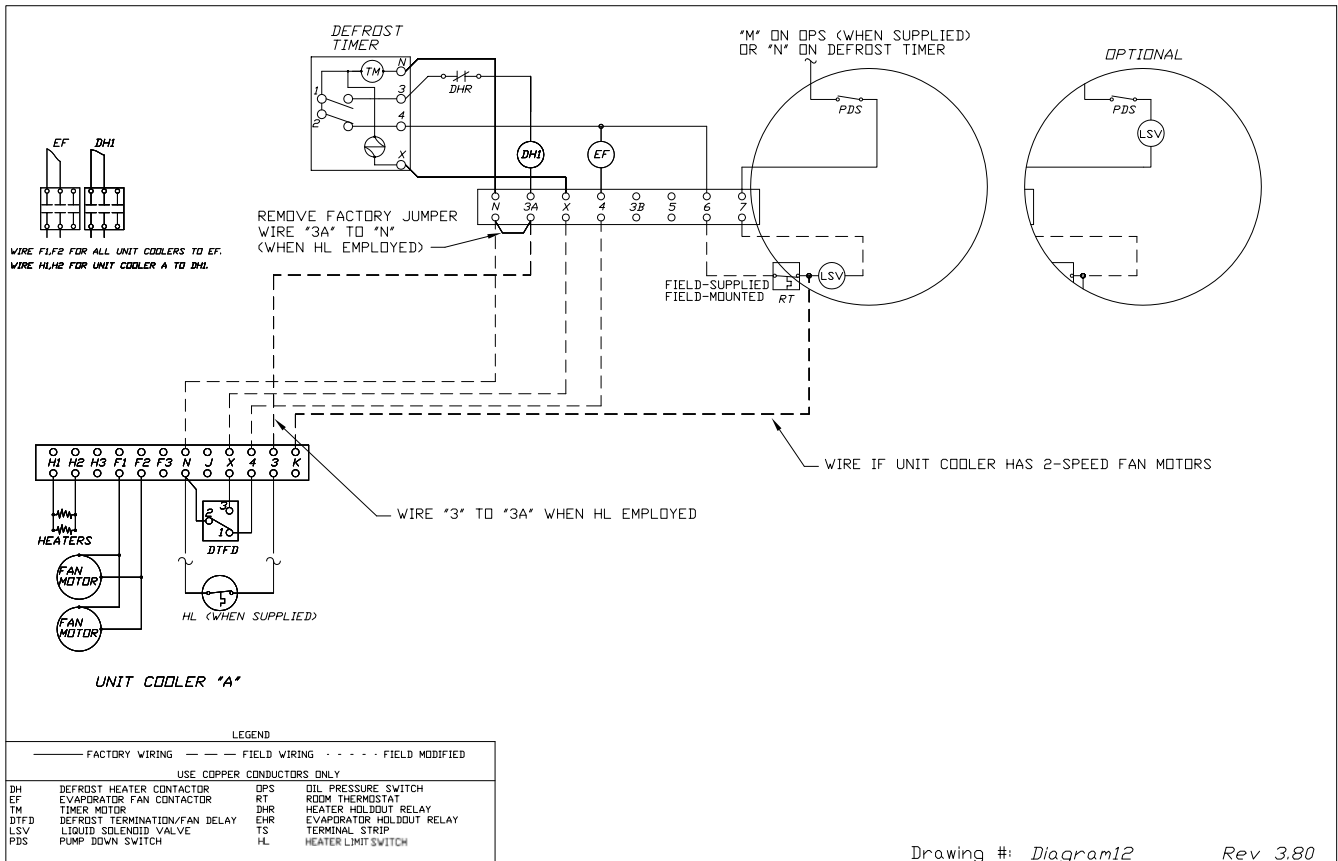 DEFROST
TIMER
N
TM
1
3
DHR
2
4
X
"M" ON OPS (WHEN SUPPLIED)
OR "N" ON DEFROST TIMER
OPTIONAL
PDS
PDS
LSV
EF DH1
DH1
EF
WIRE F1,F2 FOR ALL UNIT COOLERS TO EF.
WIRE H1,H2 FOR UNIT COOLER A TO DH1.
N 3A X 4 3B 5 6 7
REMOVE FACTORY JUMPER
WIRE "3A" TO "N"
(WHEN HL EMPLOYED)
FIELD-SUPPLIED
FIELD-MOUNTED
RT
LSV
H1 H2 H3 F1 F2 F3 N J X 4 3 K
WIRE IF UNIT COOLER HAS 2-SPEED FAN MOTORS
WIRE "3" TO "3A" WHEN HL EMPLOYED
3
2
1
DTFD
HEATERS
FAN
MOTOR
FAN
MOTOR
HL (WHEN SUPPLIED)
UNIT COOLER "A"
LEGEND
FACTORY WIRING FIELD WIRING FIELD MODIFIED
USE COPPER CONDUCTORS ONLY
DH DEFROST HEATER CONTACTOR OPS OIL PRESSURE SWITCH
EF EVAPORATOR FAN CONTACTOR RT ROOM THERMOSTAT
TM TIMER MOTOR DHR HEATER HOLDOUT RELAY
DTFD DEFROST TERMINATION/FAN DELAY EHR EVAPORATOR HOLDOUT RELAY
LSV LIQUID SOLENOID VALVE TS TERMINAL STRIP
PDS PUMP DOWN SWITCH HL HEATER LIMIT SWITCH
Drawing #: Diagram12 Rev 3.80